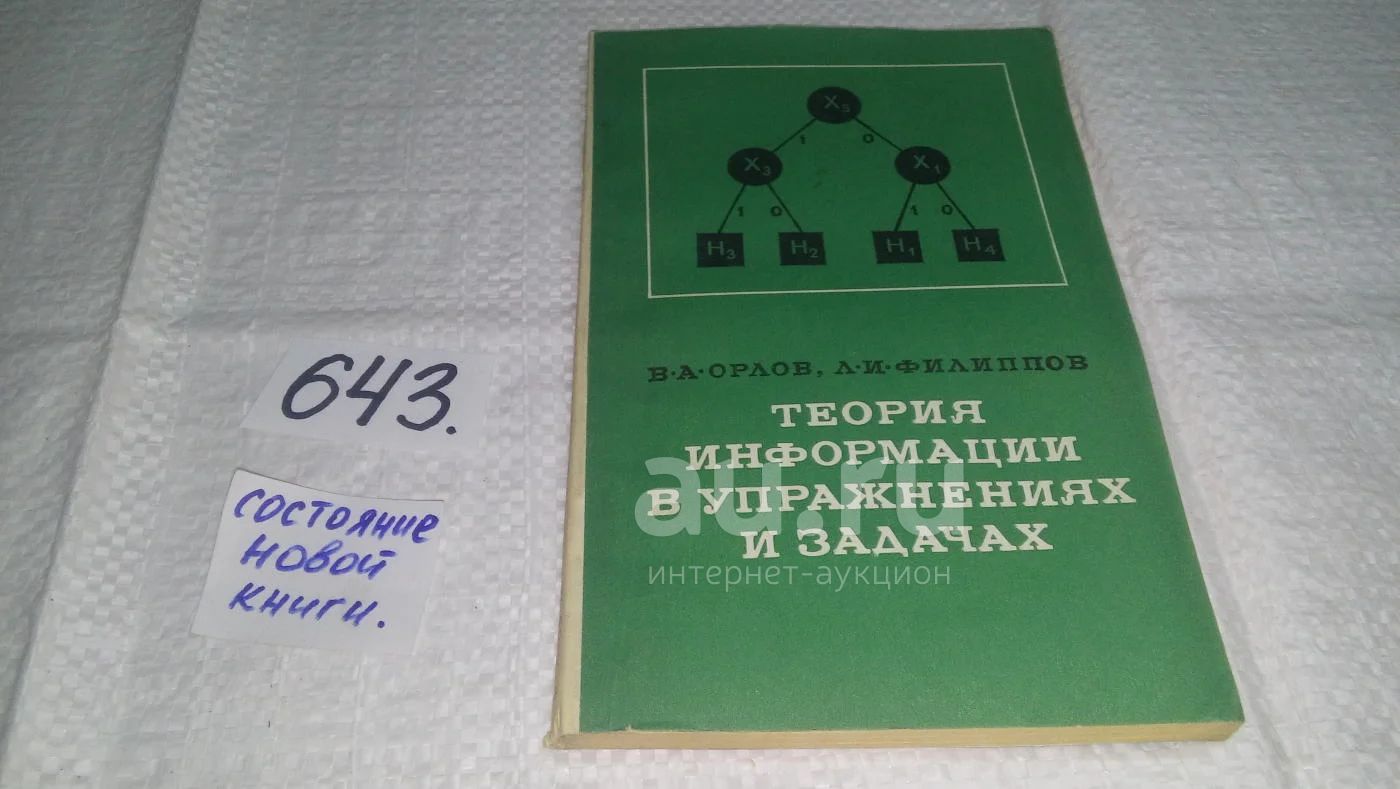 X5
1 0
X3 X1
1 0 1 0
H3 H2 H1 H4
В·А·ОРЛОВ, Л·И·ФИЛИППОВ
ТЕОРИЯ
ИНФОРМАЦИИ
В УПРАЖНЕНИЯХ
И ЗАДАЧАХ
au.ru
интернет-аукцион
643.
СОСТОЯНИЕ
НОВОЙ
КНИГИ.